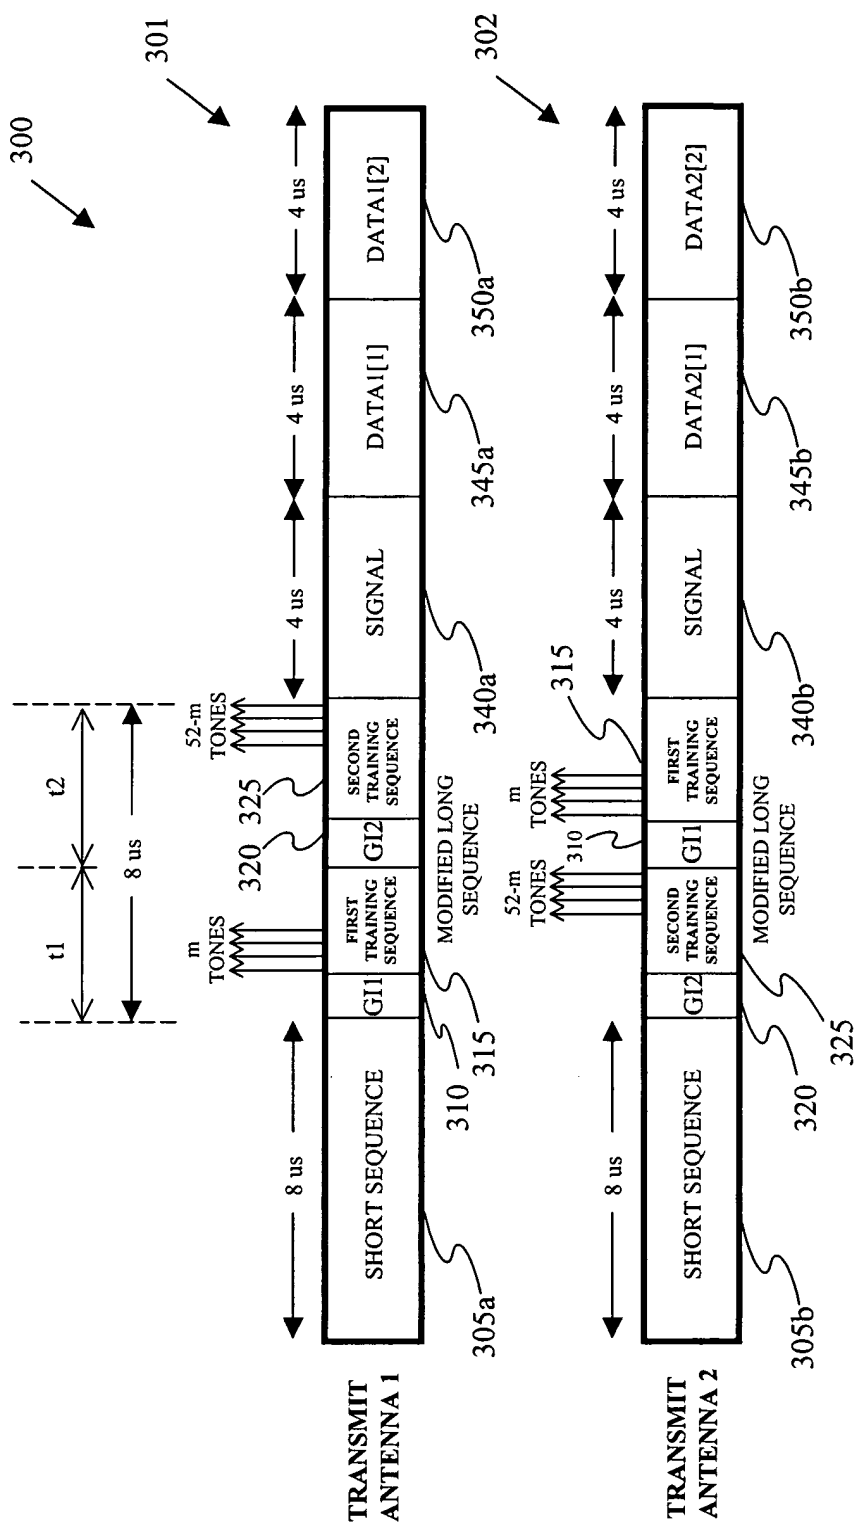 300
301
t1
t2
8 us
m
TONES
52-m
TONES
8 us
4 us
4 us
4 us
TRANSMIT
ANTENNA 1
SHORT SEQUENCE
GI1
FIRST
TRAINING
SEQUENCE
GI2
SECOND
TRAINING
SEQUENCE
SIGNAL
DATA1[1]
DATA1[2]
320
325
305a
310
315
MODIFIED LONG
SEQUENCE
340a
345a
350a
302
8 us
52-m
TONES
310
m
TONES
315
4 us
4 us
4 us
TRANSMIT
ANTENNA 2
SHORT SEQUENCE
GI2
SECOND
TRAINING
SEQUENCE
GI1
FIRST
TRAINING
SEQUENCE
SIGNAL
DATA2[1]
DATA2[2]
305b
320
325
MODIFIED LONG
SEQUENCE
340b
345b
350b